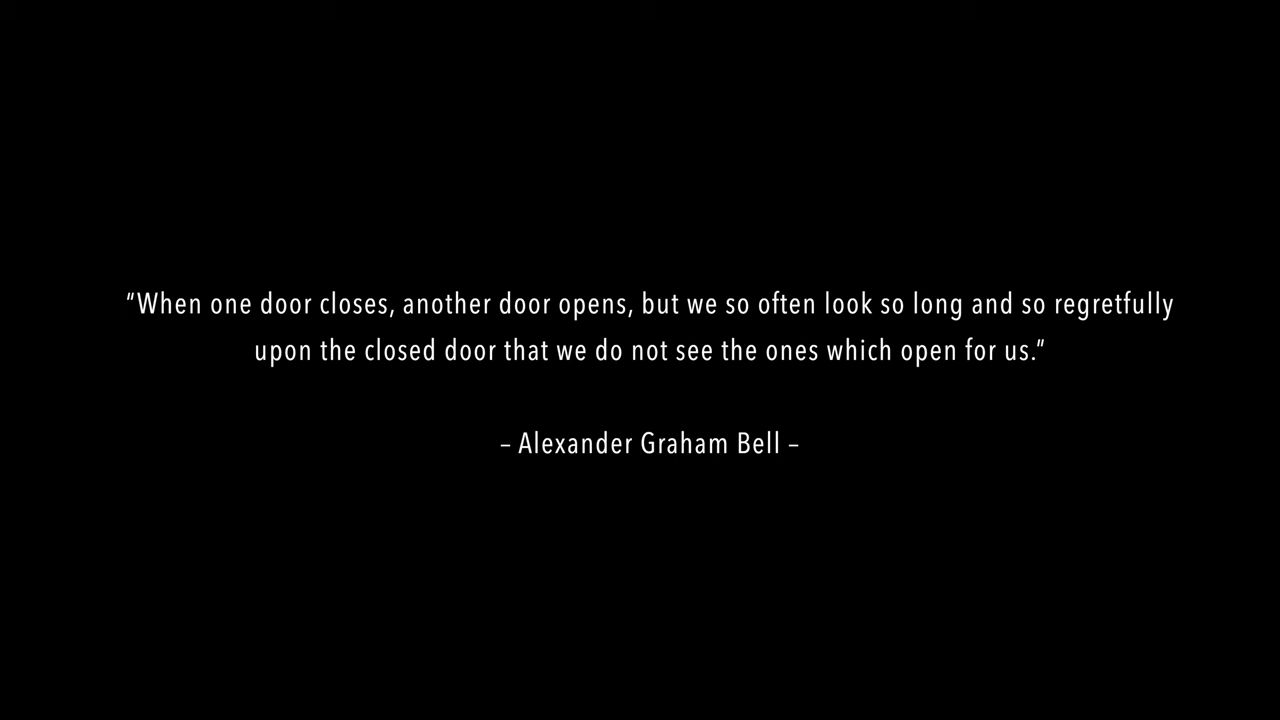 “When one door closes, another door opens, but we so often look so long and so regretfully
upon the closed door that we do not see the ones which open for us.”
– Alexander Graham Bell –